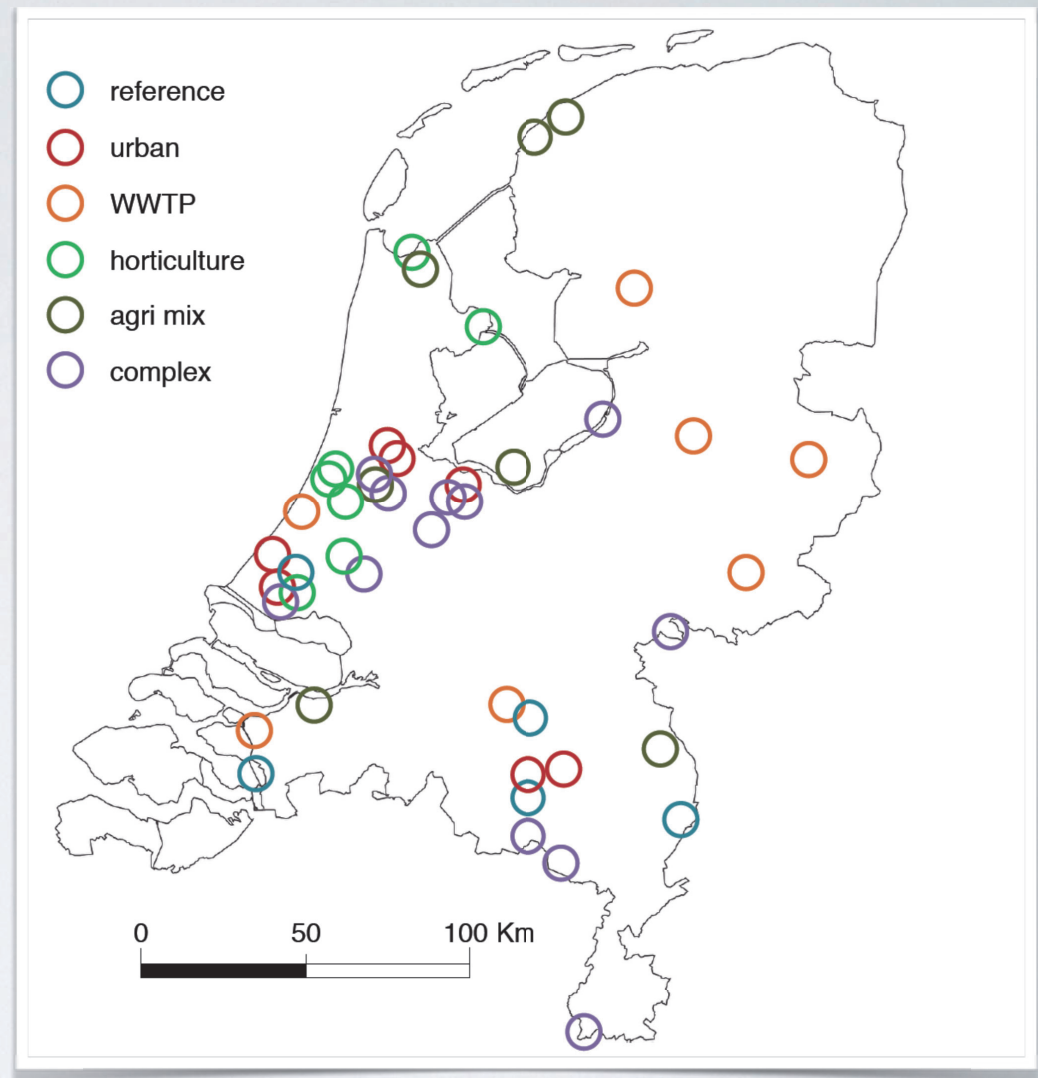 reference
urban
WWTP
horticulture
agri mix
complex
0 50 100 Km